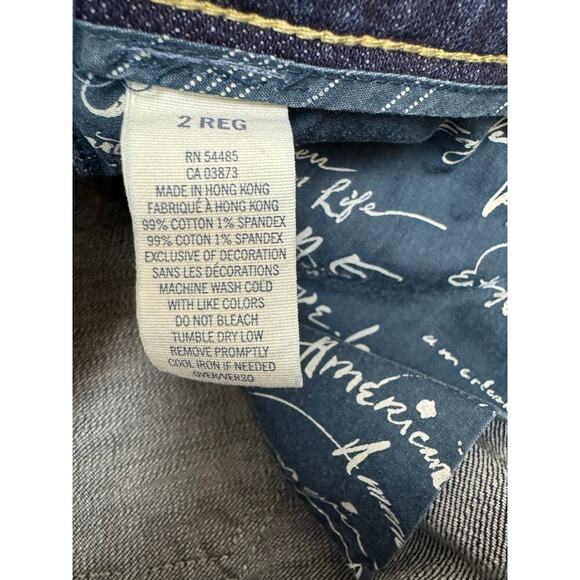 2 REG
RN 54485
CA 03873
MADE IN HONG KONG
FABRIQUÉ À HONG KONG
99% COTTON 1% SPANDEX
99% COTTON 1% SPANDEX
EXCLUSIVE OF DECORATION
SANS LES DÉCORATIONS
MACHINE WASH COLD
WITH LIKE COLORS
DO NOT BLEACH
TUMBLE DRY LOW
REMOVE PROMPTLY
COOL IRON IF NEEDED
OVER/VERSO
Life
American